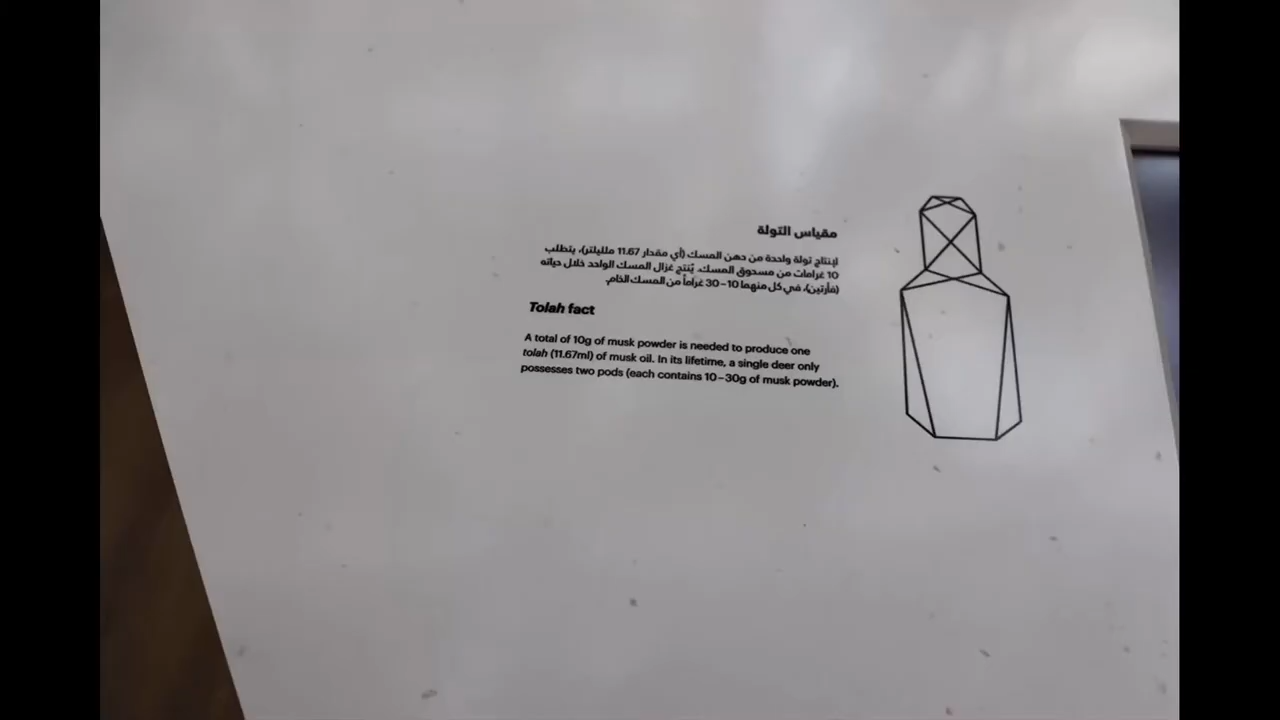 مقياس التولة
لإنتاج تولة واحدة من دهن المسك (أي مقدار 11.67 ملليلتر)، يتطلب
10 غرامات من مسحوق المسك. يُنتج غزال المسك الواحد خلال حياته
(فأرتين)، في كل منهما 10–30 غراماً من المسك الخام.
Tolah fact
A total of 10g of musk powder is needed to produce one
tolah (11.67ml) of musk oil. In its lifetime, a single deer only
possesses two pods (each contains 10–30g of musk powder).